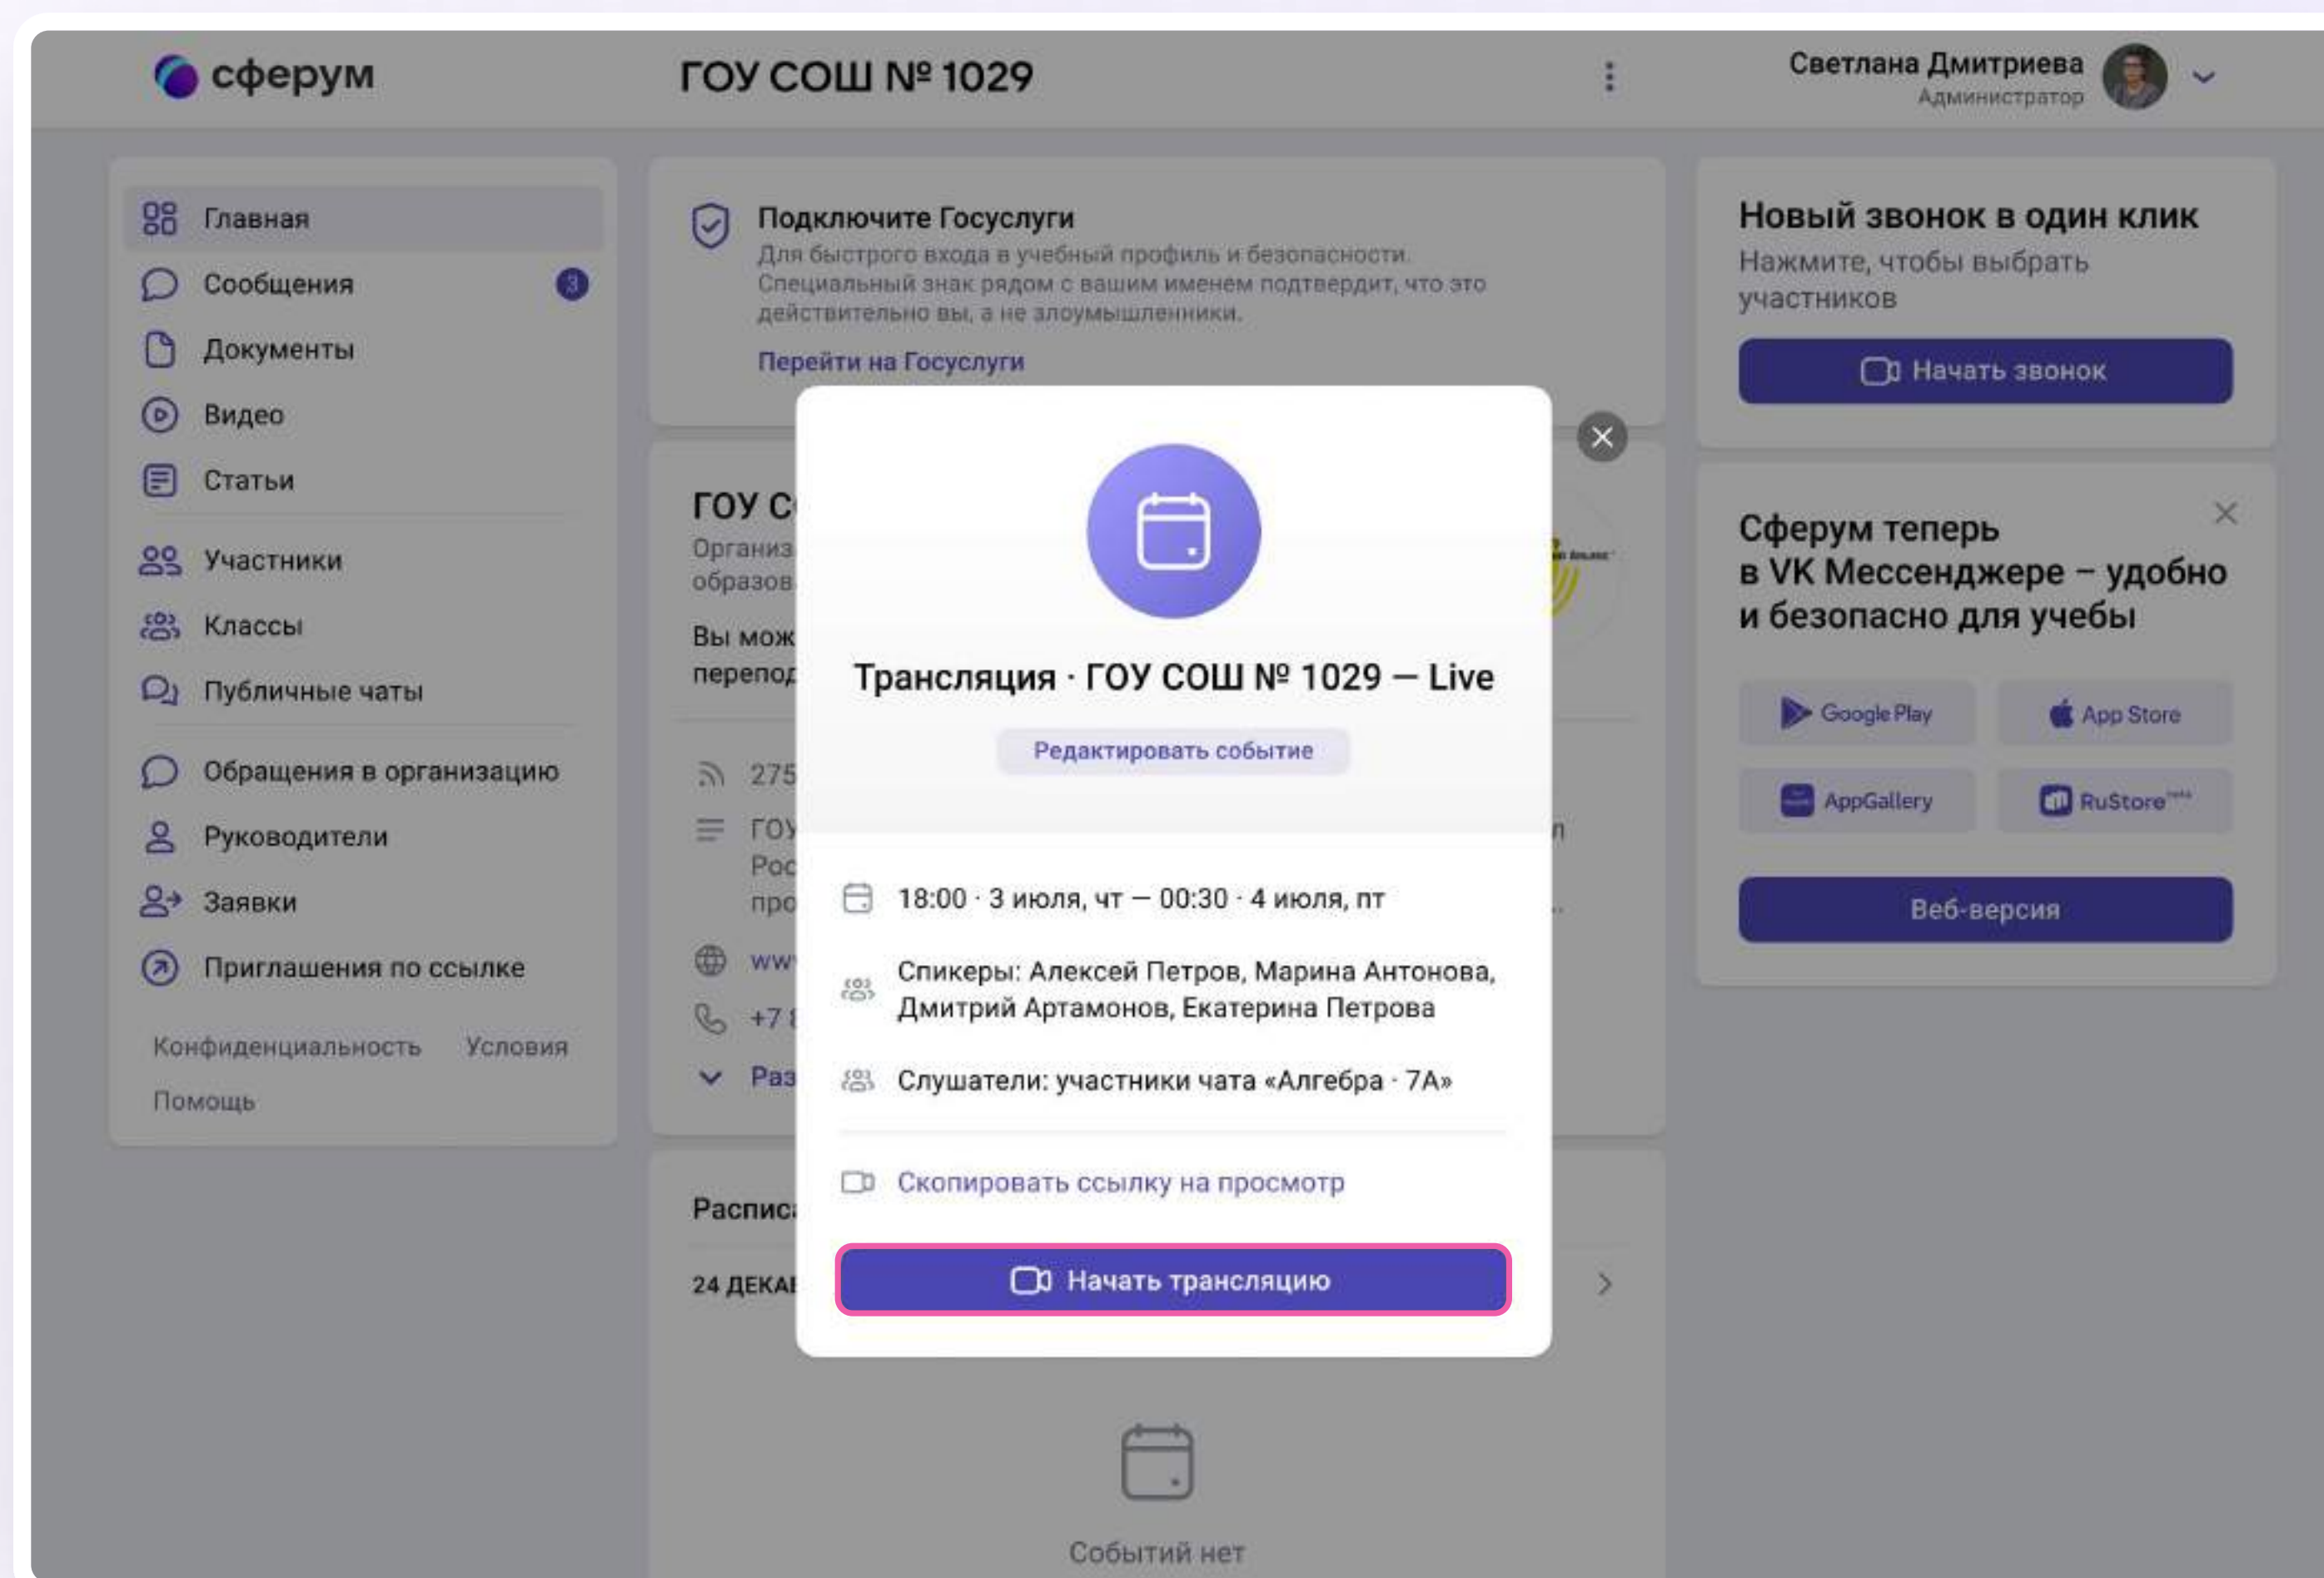 сферум
ГОУ СОШ № 1029
Светлана Дмитриева
Администратор
Главная
Сообщения
3
Документы
Видео
Статьи
Участники
Классы
Публичные чаты
Обращения в организацию
Руководители
Заявки
Приглашения по ссылке
Конфиденциальность Условия
Помощь
Подключите Госуслуги
Для быстрого входа в учебный профиль и безопасности.
Специальный знак рядом с вашим именем подтвердит, что это
действительно вы, а не злоумышленники.
Перейти на Госуслуги
ГОУ
Вы
275
+7
24
Трансляция · ГОУ СОШ № 1029 — Live
Редактировать событие
18:00 · 3 июля, чт — 00:30 · 4 июля, пт
Спикеры: Алексей Петров, Марина Антонова,
Дмитрий Артамонов, Екатерина Петрова
Слушатели: участники чата «Алгебра · 7А»
Скопировать ссылку на просмотр
Начать трансляцию
Событий нет
Новый звонок в один клик
Нажмите, чтобы выбрать
участников
Начать звонок
Сферум теперь
в VK Мессенджере – удобно
и безопасно для учебы
Google Play
App Store
AppGallery
RuStore
Веб-версия